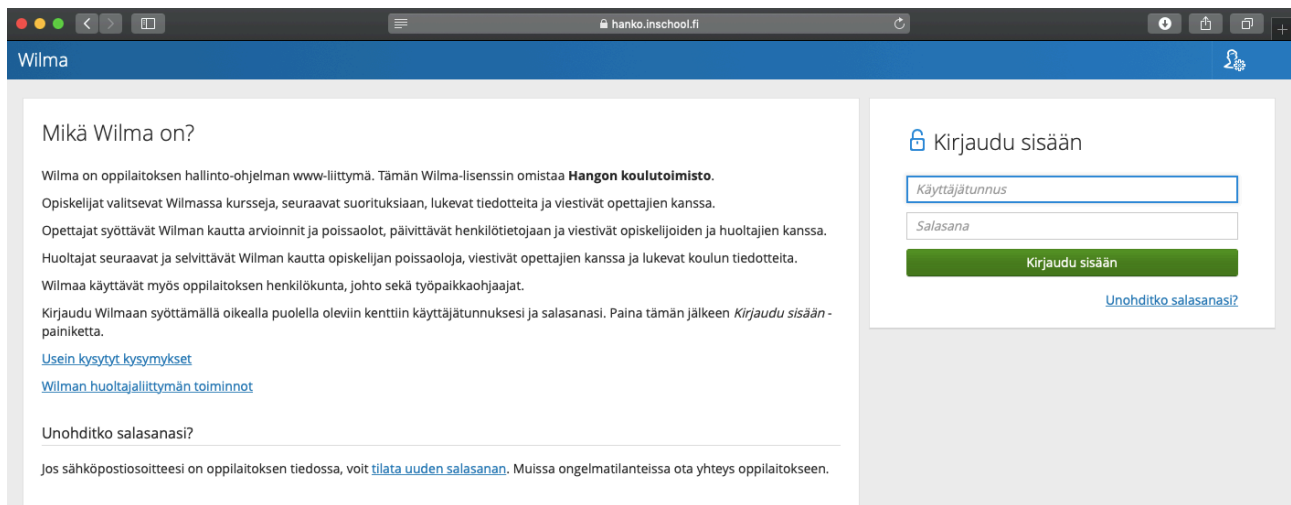 hanko.inschool.fi
Wilma
Mikä Wilma on?
Wilma on oppilaitoksen hallinto-ohjelman www-liittymä. Tämän Wilma-lisenssin omistaa Hangon koulutoimisto.
Opiskelijat valitsevat Wilmassa kursseja, seuraavat suorituksiaan, lukevat tiedotteita ja viestivät opettajien kanssa.
Opettajat syöttävät Wilman kautta arvioinnit ja poissaolot, päivittävät henkilötietojaan ja viestivät opiskelijoiden ja huoltajien kanssa.
Huoltajat seuraavat ja selvittävät Wilman kautta opiskelijan poissaoloja, viestivät opettajien kanssa ja lukevat koulun tiedotteita.
Wilmaa käyttävät myös oppilaitoksen henkilökunta, johto sekä työpaikkaohjaajat.
Kirjaudu Wilmaan syöttämällä oikealla puolella oleviin kenttiin käyttäjätunnuksesi ja salasanasi. Paina tämän jälkeen Kirjaudu sisään -
painiketta.
Usein kysytyt kysymykset
Wilman huoltajaliittymän toiminnot
Unohditko salasanasi?
Jos sähköpostiosoitteesi on oppilaitoksen tiedossa, voit tilata uuden salasanan. Muissa ongelmatilanteissa ota yhteys oppilaitokseen.
Kirjaudu sisään
Käyttäjätunnus
Salasana
Kirjaudu sisään
Unohditko salasanasi?